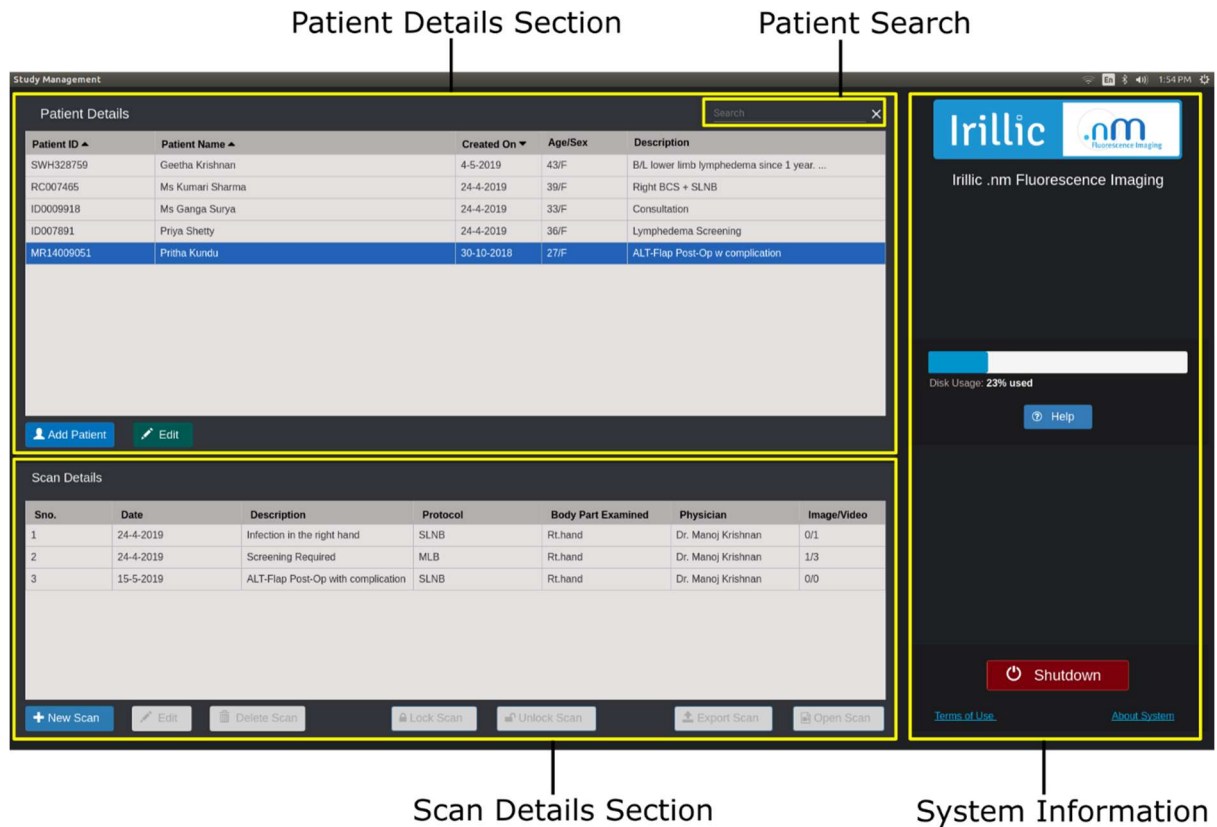 Patient Details Section Patient Search
Study Management En 1:54 PM
Patient Details Search
Patient ID Patient Name Created On Age/Sex Description
SWH328759 Geetha Krishnan 4-5-2019 43/F B/L lower limb lymphedema since 1 year. ...
RC007465 Ms Kumari Sharma 24-4-2019 39/F Right BCS + SLNB
ID0009918 Ms Ganga Surya 24-4-2019 33/F Consultation
ID007891 Priya Shetty 24-4-2019 36/F Lymphedema Screening
MR14009051 Pritha Kundu 30-10-2018 27/F ALT-Flap Post-Op w complication
Add Patient Edit
Irillic .nm
Fluorescence Imaging
Irillic .nm Fluorescence Imaging
Disk Usage: 23% used
Help
Scan Details
Sno. Date Description Protocol Body Part Examined Physician Image/Video
1 24-4-2019 Infection in the right hand SLNB Rt.hand Dr. Manoj Krishnan 0/1
2 24-4-2019 Screening Required MLB Rt.hand Dr. Manoj Krishnan 1/3
3 15-5-2019 ALT-Flap Post-Op with complication SLNB Rt.hand Dr. Manoj Krishnan 0/0
New Scan Edit Delete Scan Lock Scan Unlock Scan Export Scan Open Scan
Shutdown
Terms of Use About System
Scan Details Section System Information